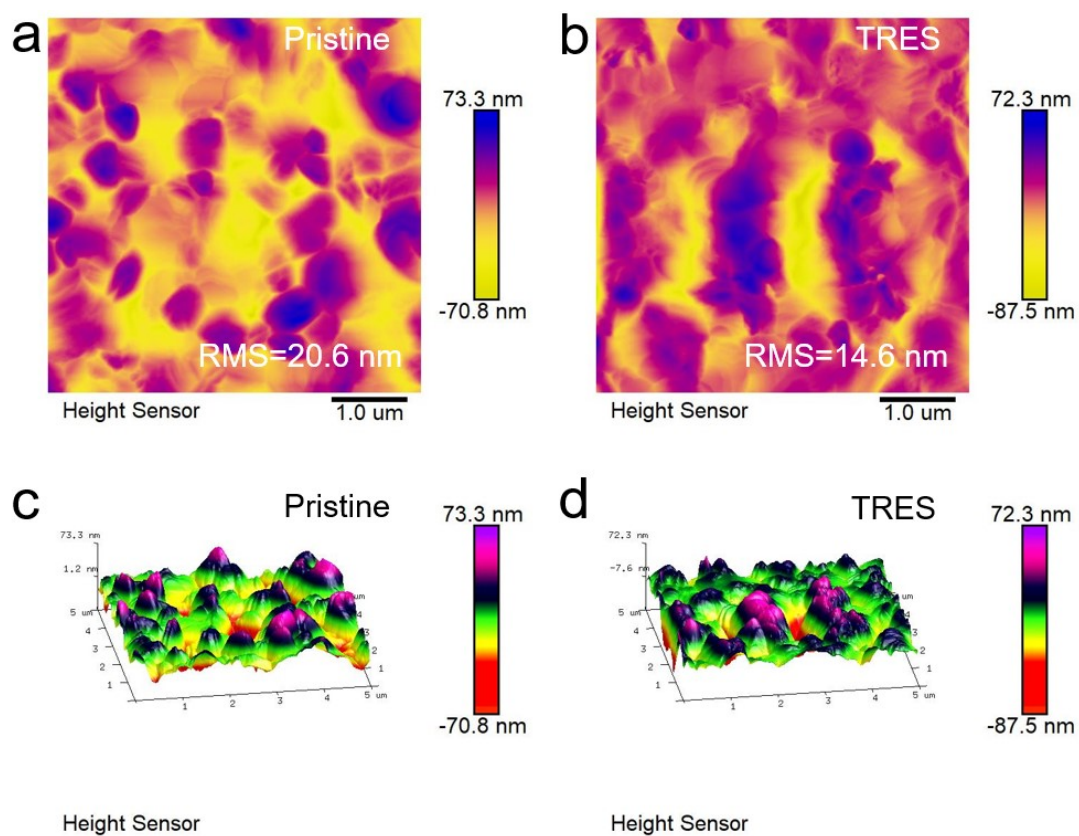 a
Pristine
73.3 nm
-70.8 nm
RMS=20.6 nm
Height Sensor
1.0 um
b
TRES
72.3 nm
-87.5 nm
RMS=14.6 nm
Height Sensor
1.0 um
c
Pristine
73.3 nm
-70.8 nm
73.3 nm
1.2 nm
5 um
4
3
2
1
1
2
3
4
5 um
Height Sensor
d
TRES
72.3 nm
-87.5 nm
72.3 nm
-7.6 nm
5 um
4
3
2
1
1
2
3
4
5 um
Height Sensor